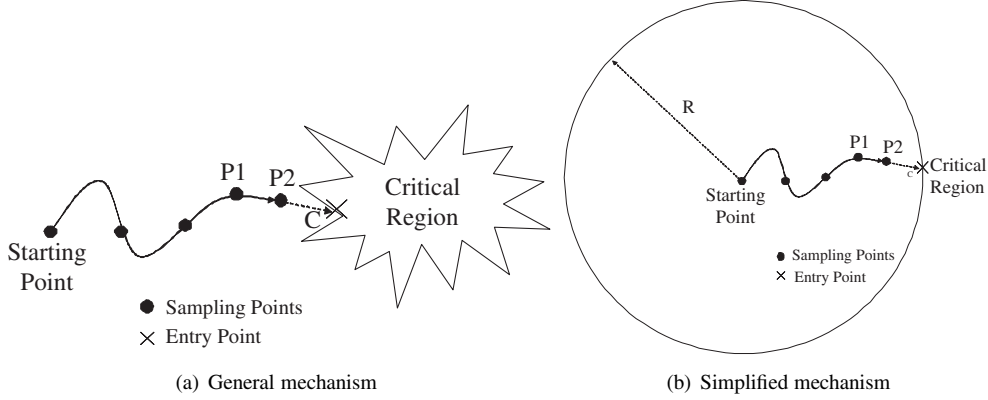 P1
P2
C
Critical
Region
Starting
Point
Sampling Points
Entry Point
(a) General mechanism
R
P1
P2
c
Critical
Region
Starting
Point
Sampling Points
Entry Point
(b) Simplified mechanism